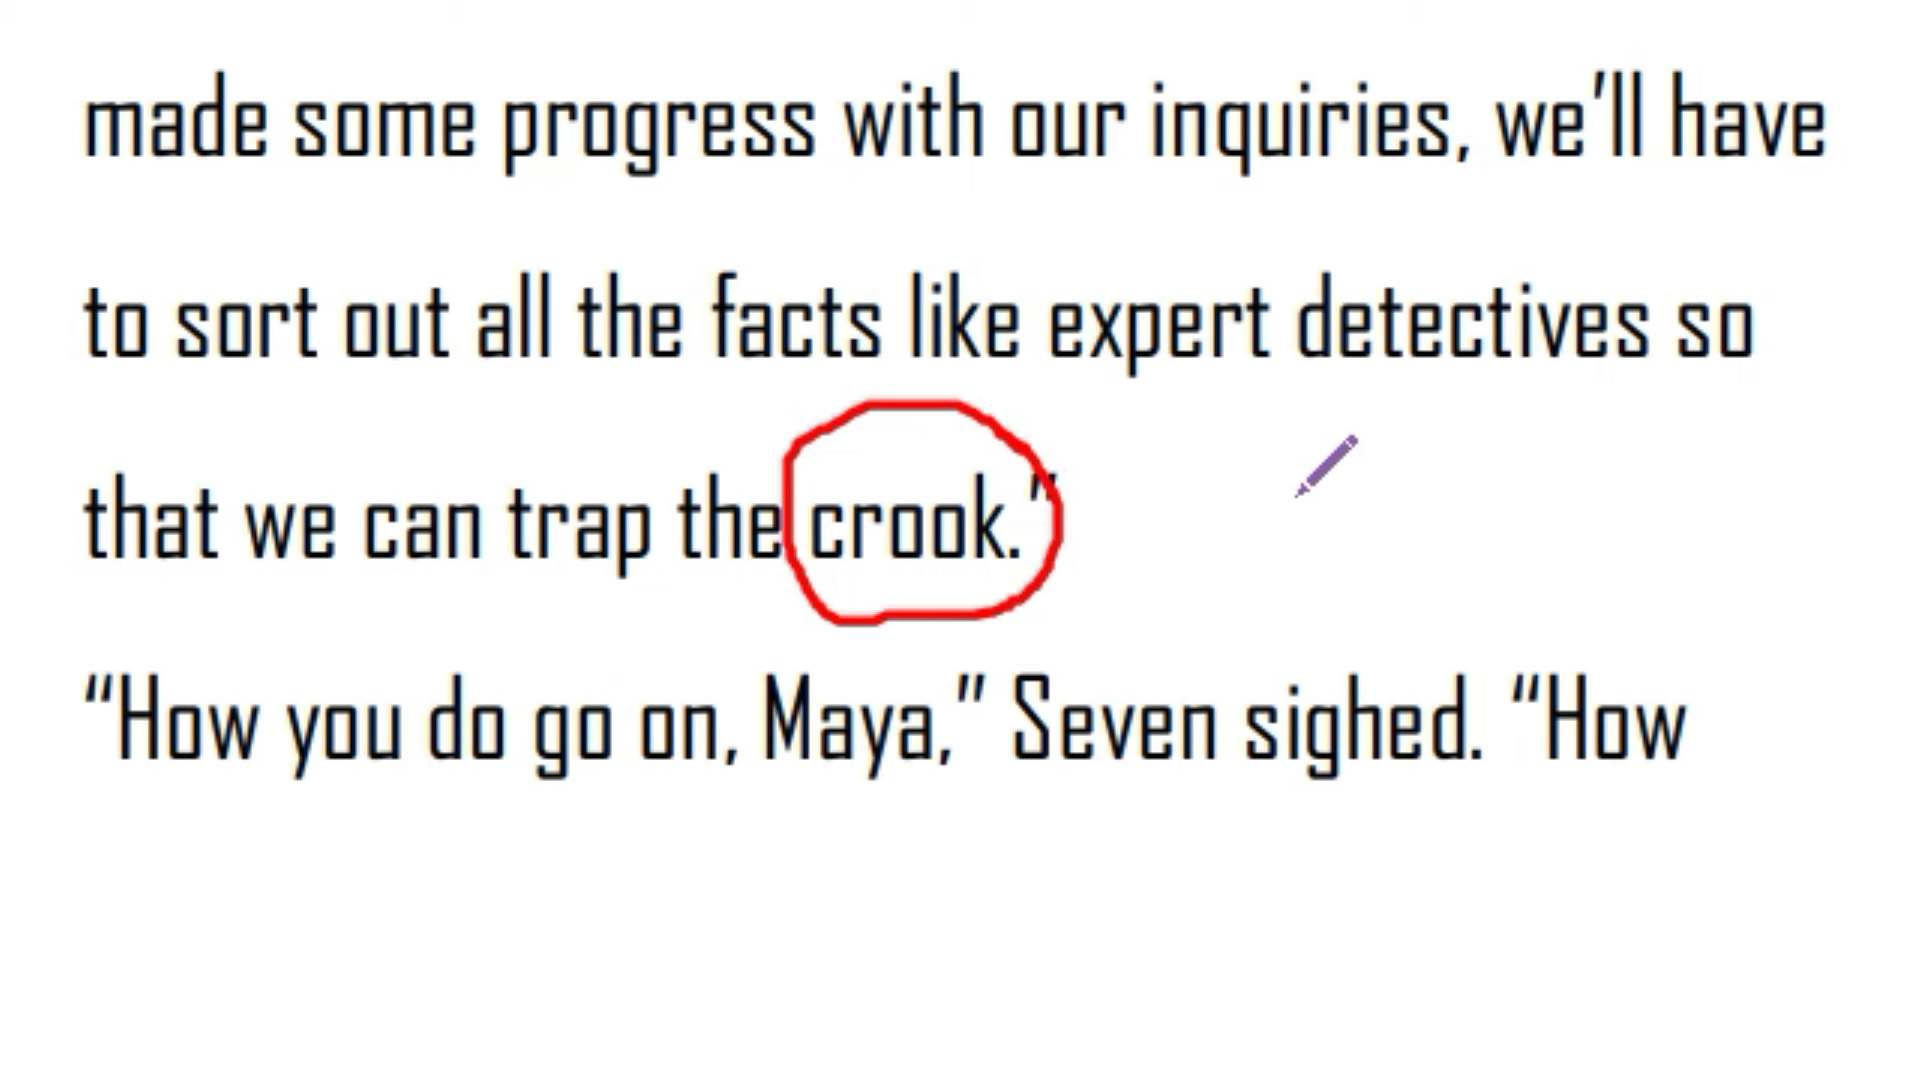 made some progress with our inquiries, we’ll have
to sort out all the facts like expert detectives so
that we can trap the crook.”
“How you do go on, Maya,” Seven sighed. “How